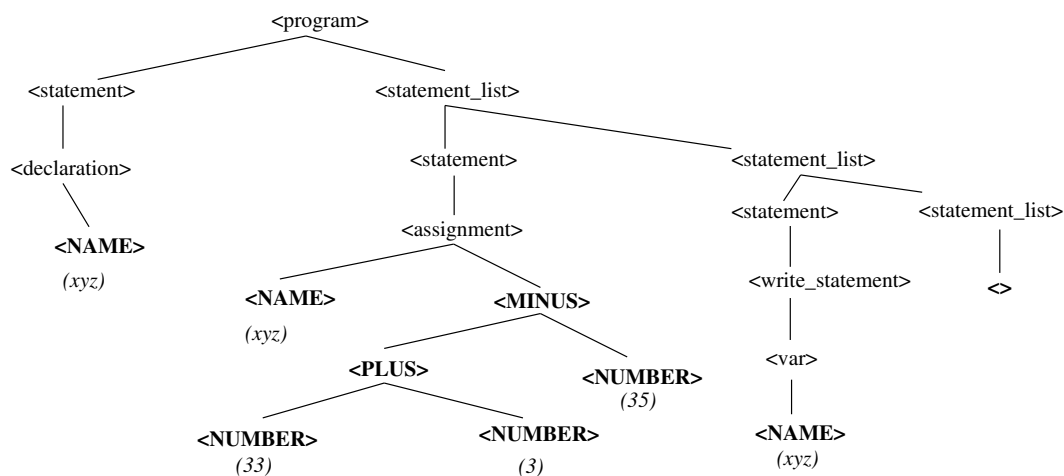 <program>
<statement> <statement_list>
<declaration> <statement> <statement_list>
<NAME> <assignment> <statement> <statement_list>
(xyz) <NAME> <MINUS> <write_statement> <>
(xyz)
<PLUS> <NUMBER> <var>
(35)
<NUMBER> <NUMBER> <NAME>
(33) (3) (xyz)